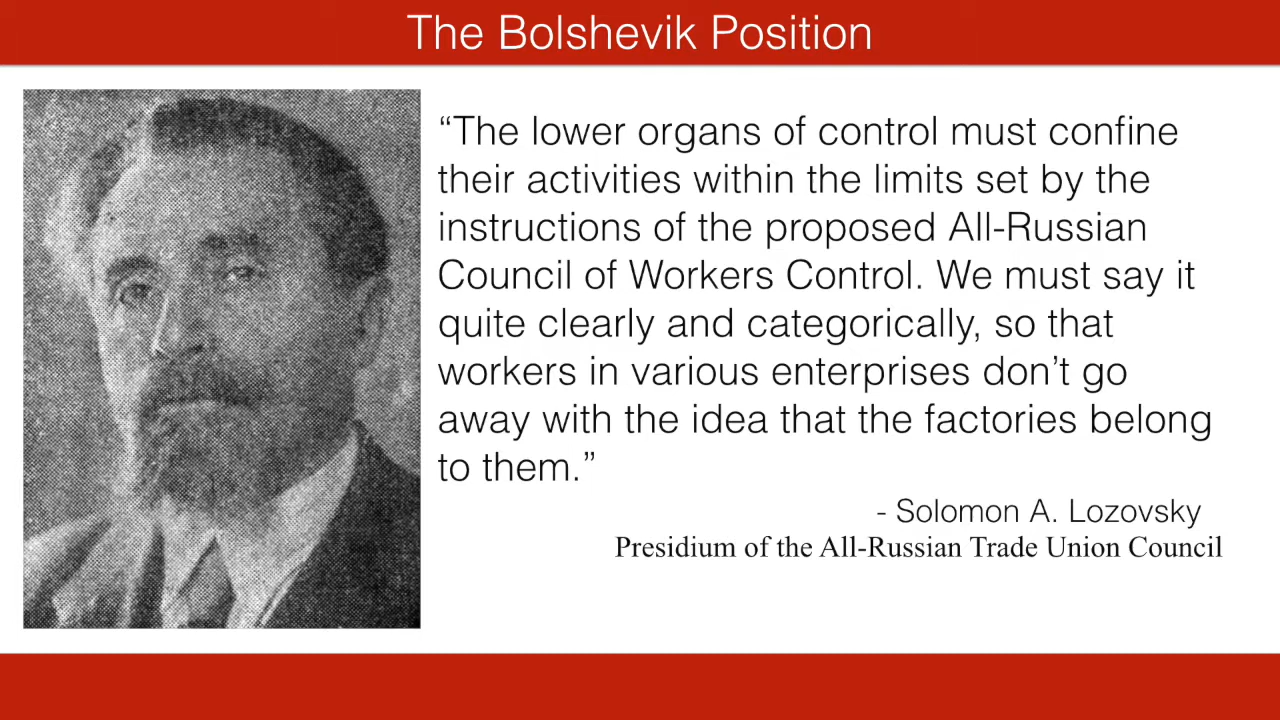 The Bolshevik Position
“The lower organs of control must confine
their activities within the limits set by the
instructions of the proposed All-Russian
Council of Workers Control. We must say it
quite clearly and categorically, so that
workers in various enterprises don’t go
away with the idea that the factories belong
to them.”
- Solomon A. Lozovsky
Presidium of the All-Russian Trade Union Council